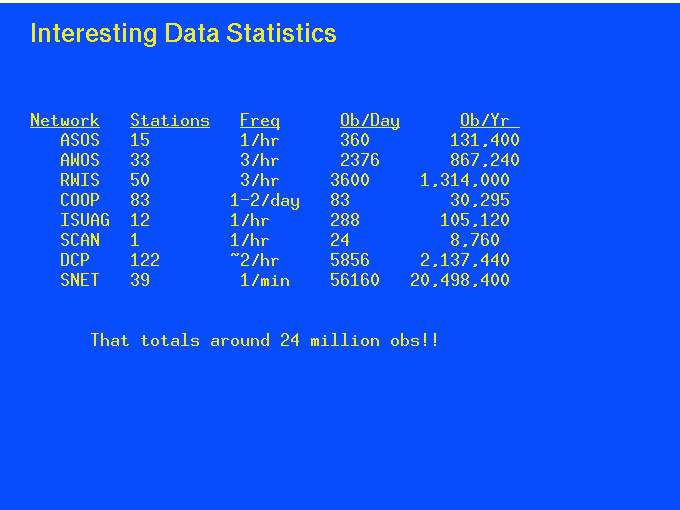 Interesting Data Statistics
Network Stations Freq Ob/Day Ob/Yr
ASOS 15 1/hr 360 131,400
AWOS 33 3/hr 2376 867,240
RWIS 50 3/hr 3600 1,314,000
COOP 83 1-2/day 83 30,295
ISUAG 12 1/hr 288 105,120
SCAN 1 1/hr 24 8,760
DCP 122 ~2/hr 5856 2,137,440
SNET 39 1/min 56160 20,498,400
That totals around 24 million obs!!